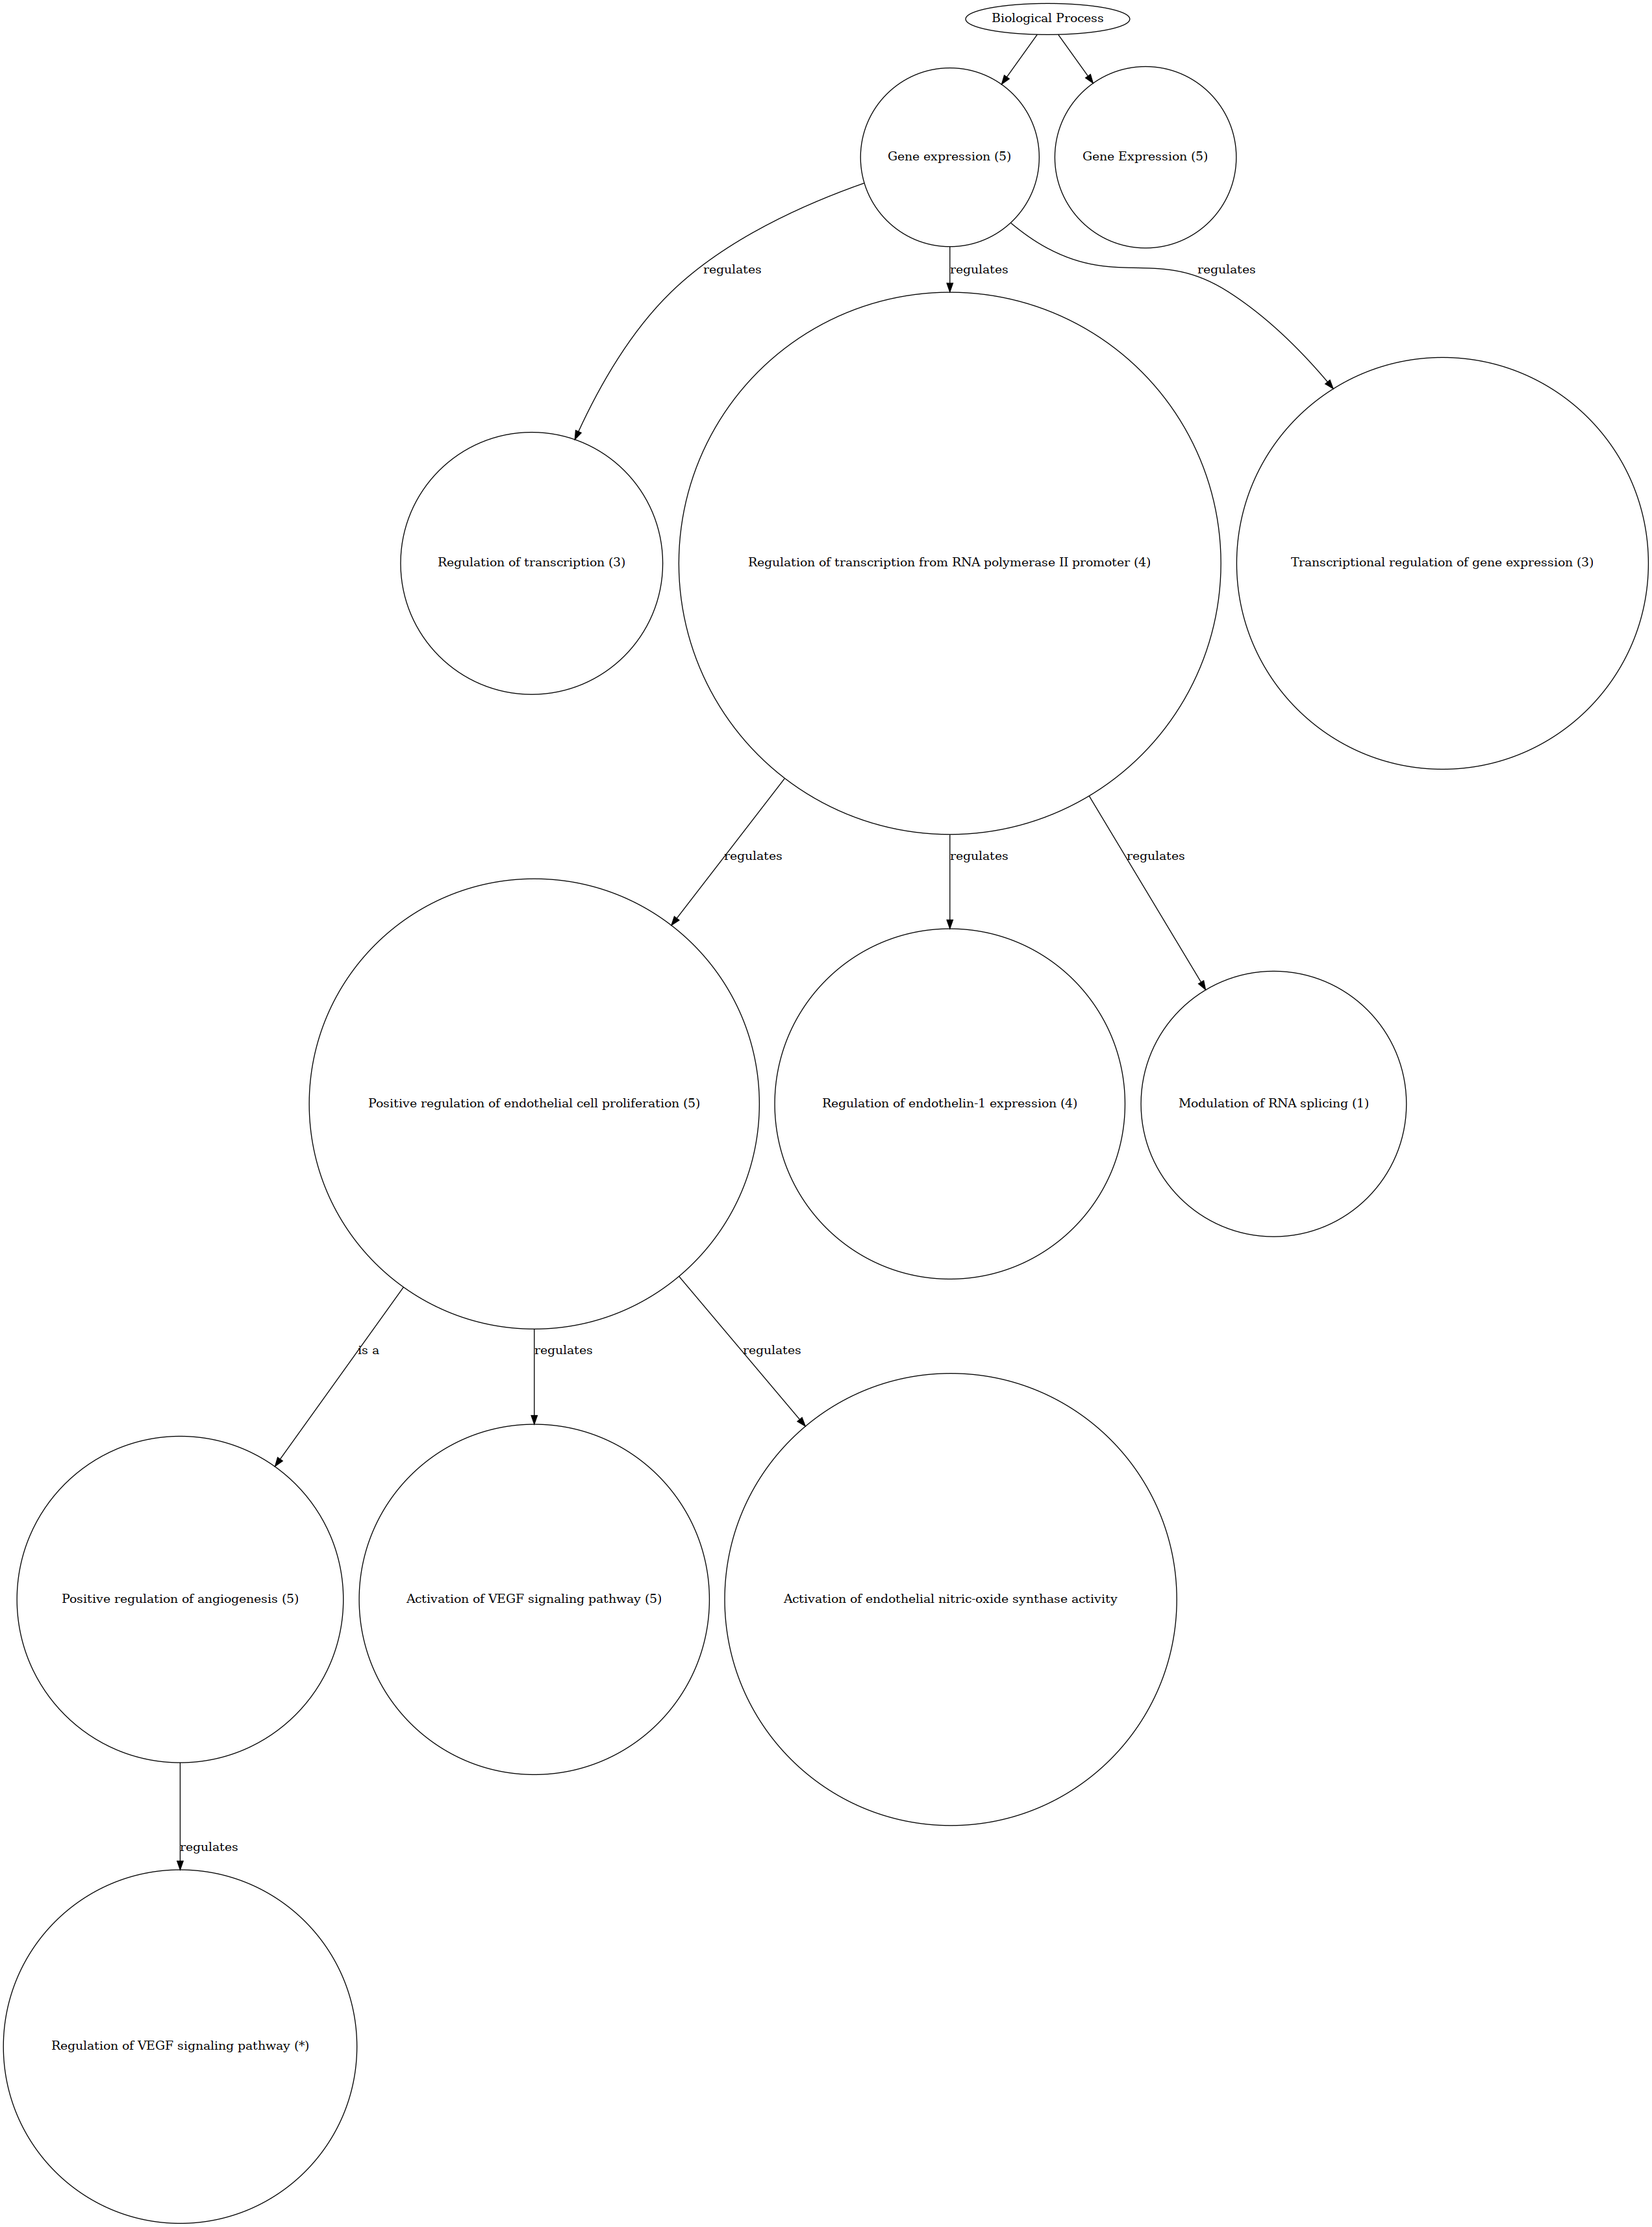 Biological Process
Gene expression (5)
Gene Expression (5)
regulates
regulates
regulates
Regulation of transcription (3)
Regulation of transcription from RNA polymerase II promoter (4)
Transcriptional regulation of gene expression (3)
regulates
regulates
regulates
Positive regulation of endothelial cell proliferation (5)
Regulation of endothelin-1 expression (4)
Modulation of RNA splicing (1)
is a
regulates
regulates
Positive regulation of angiogenesis (5)
Activation of VEGF signaling pathway (5)
Activation of endothelial nitric-oxide synthase activity
regulates
Regulation of VEGF signaling pathway (*)